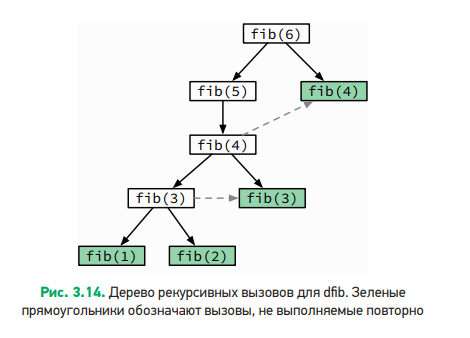 fib(6)
fib(5)
fib(4)
fib(4)
fib(3)
fib(3)
fib(1)
fib(2)
Рис. 3.14. Дерево рекурсивных вызовов для dfib. Зеленые
прямоугольники обозначают вызовы, не выполняемые повторно